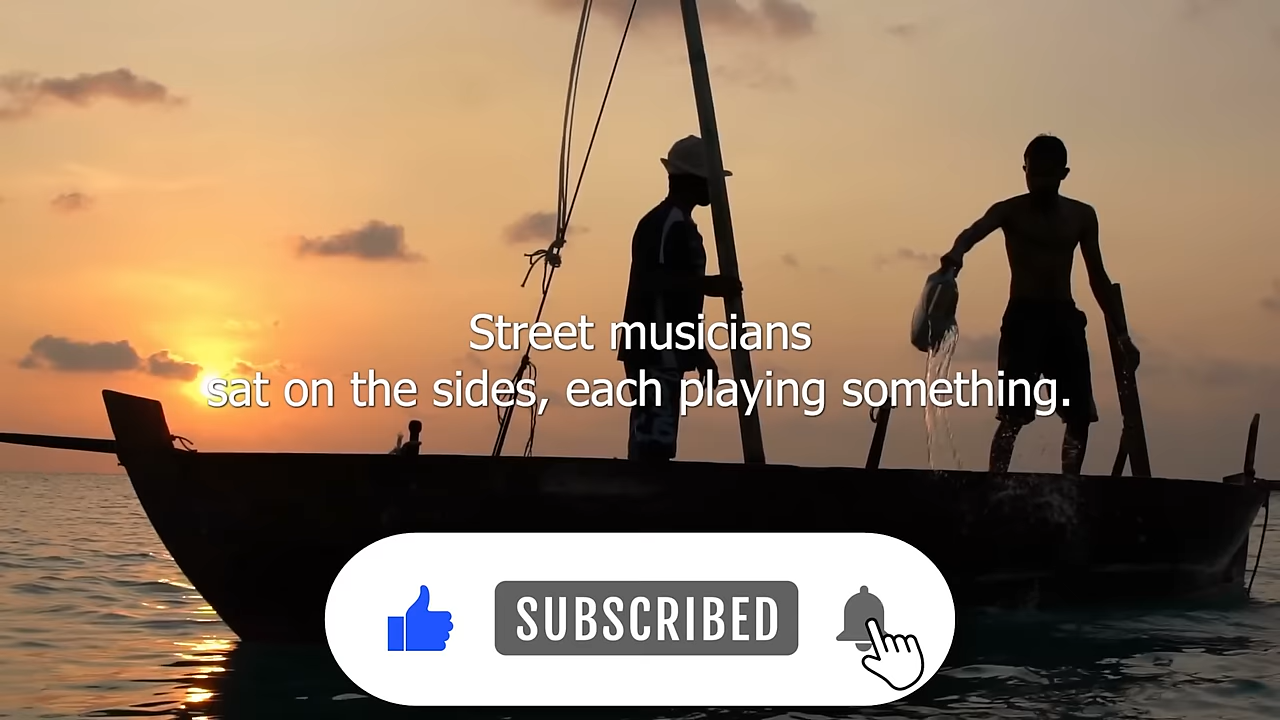 Street musicians
sat on the sides, each playing something.
SUBSCRIBED